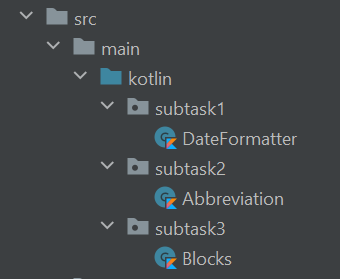 src
main
kotlin
subtask1
DateFormatter
subtask2
Abbreviation
subtask3
Blocks